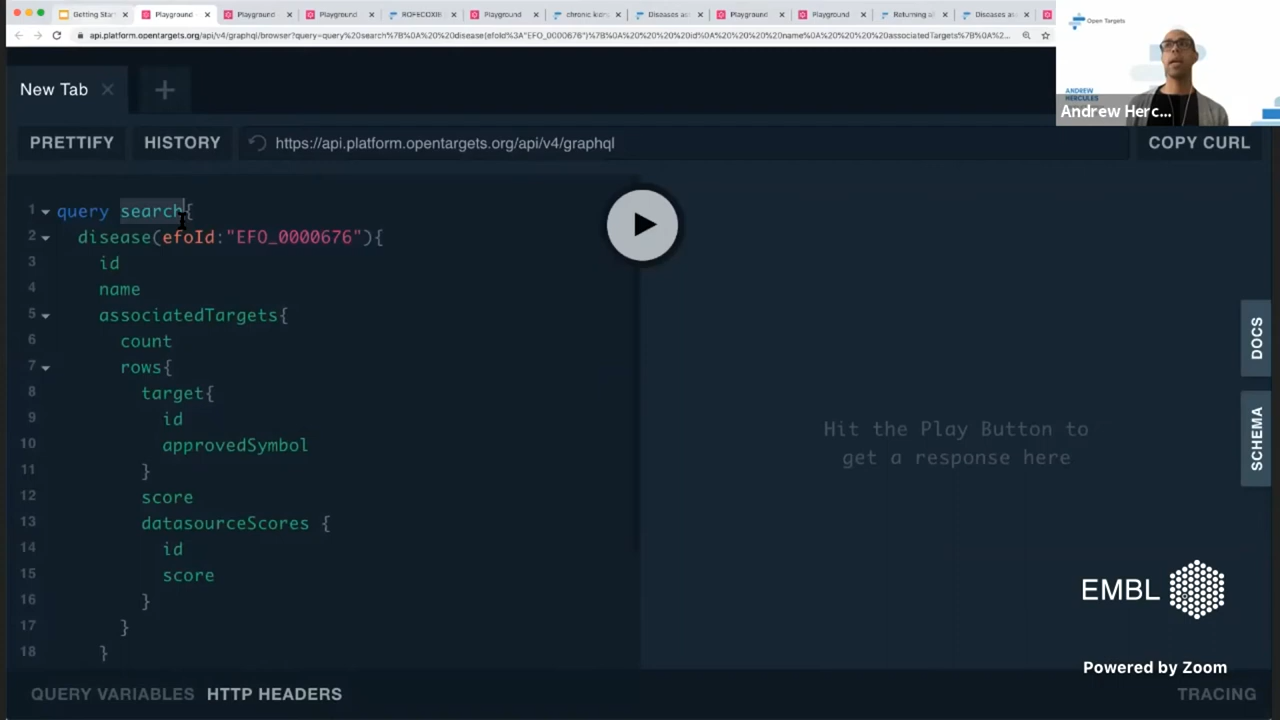 Getting Star
Playground
Playground
Playground
ROFECOXIB
Playground
chronic kidn
Diseases as
Playground
Playground
Returning al
Diseases as
api.platform.opentargets.org/api/v4/graphql/browser?query=query%20search%7B%0A%20%20disease(efoId%3A"EFO_0000676")%7B%0A%20%20%20%20id%0A%20%20%20%20name%0A%20%20%20%20associatedTargets%7B%0A%2...
Open Targets
ANDREW
HERCULES
Andrew Herc...
New Tab
PRETTIFY
HISTORY
https://api.platform.opentargets.org/api/v4/graphql
COPY CURL
1 query search{
2 disease(efoId:"EFO_0000676"){
3 id
4 name
5 associatedTargets{
6 count
7 rows{
8 target{
9 id
10 approvedSymbol
11 }
12 score
13 datasourceScores {
14 id
15 score
16 }
17 }
18 }
Hit the Play Button to
get a response here
DOCS
SCHEMA
EMBL
Powered by Zoom
QUERY VARIABLES
HTTP HEADERS
TRACING